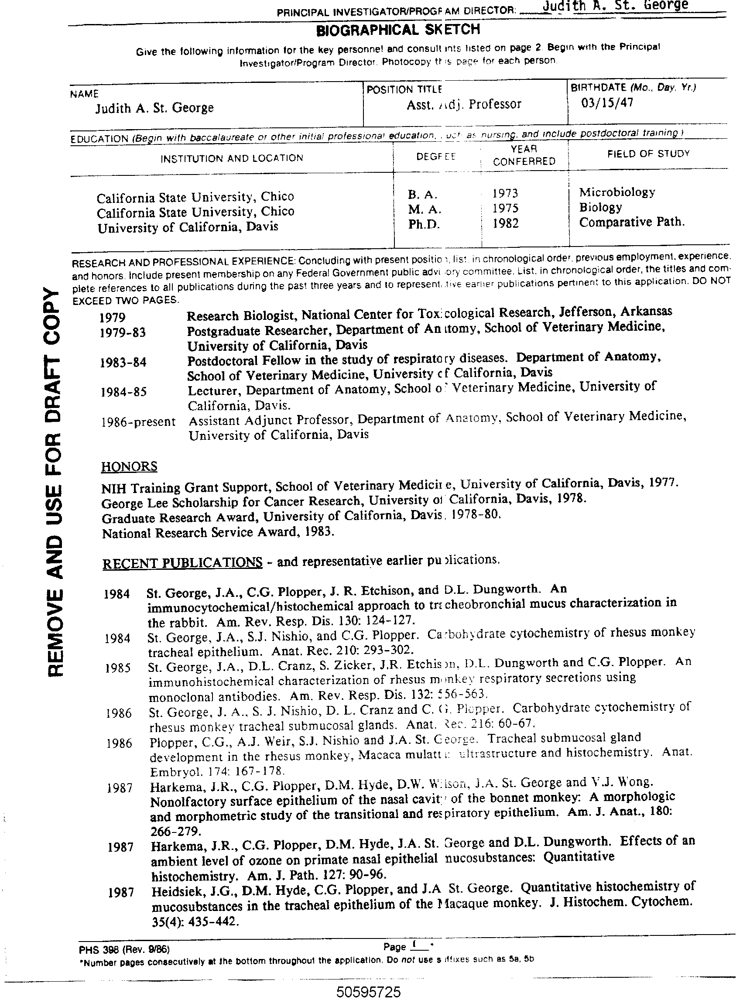 PRINCIPAL INVESTIGATOR/PROGRAM DIRECTOR: Judith A. St. George
BIOGRAPHICAL SKETCH
Give the following information for the key personnel and consultants listed on page 2. Begin with the Principal
Investigator/Program Director. Photocopy this page for each person.
NAME
Judith A. St. George
POSITION TITLE
Asst. Adj. Professor
BIRTHDATE (Mo., Day. Yr.)
03/15/47
EDUCATION (Begin with baccalaureate or other initial professional education, such as nursing, and include postdoctoral training.)
INSTITUTION AND LOCATION DEGREE YEAR CONFERRED FIELD OF STUDY
California State University, Chico B. A. 1973 Microbiology
California State University, Chico M. A. 1975 Biology
University of California, Davis Ph.D. 1982 Comparative Path.
RESEARCH AND PROFESSIONAL EXPERIENCE: Concluding with present position, list, in chronological order, previous employment, experience,
and honors. Include present membership on any Federal Government public advisory committee. List, in chronological order, the titles and com-
plete references to all publications during the past three years and to representative earlier publications pertinent to this application. DO NOT
EXCEED TWO PAGES.
1979 Research Biologist, National Center for Toxicological Research, Jefferson, Arkansas
1979-83 Postgraduate Researcher, Department of Anatomy, School of Veterinary Medicine,
University of California, Davis
1983-84 Postdoctoral Fellow in the study of respiratory diseases. Department of Anatomy,
School of Veterinary Medicine, University of California, Davis
1984-85 Lecturer, Department of Anatomy, School of Veterinary Medicine, University of
California, Davis.
1986-present Assistant Adjunct Professor, Department of Anatomy, School of Veterinary Medicine,
University of California, Davis
HONORS
NIH Training Grant Support, School of Veterinary Medicine, University of California, Davis, 1977.
George Lee Scholarship for Cancer Research, University of California, Davis, 1978.
Graduate Research Award, University of California, Davis, 1978-80.
National Research Service Award, 1983.
RECENT PUBLICATIONS - and representative earlier publications.
1984 St. George, J.A., C.G. Plopper, J. R. Etchison, and D.L. Dungworth. An
immunocytochemical/histochemical approach to tracheobronchial mucus characterization in
the rabbit. Am. Rev. Resp. Dis. 130: 124-127.
1984 St. George, J.A., S.J. Nishio, and C.G. Plopper. Carbohydrate cytochemistry of rhesus monkey
tracheal epithelium. Anat. Rec. 210: 293-302.
1985 St. George, J.A., D.L. Cranz, S. Zicker, J.R. Etchison, D.L. Dungworth and C.G. Plopper. An
immunohistochemical characterization of rhesus monkey respiratory secretions using
monoclonal antibodies. Am. Rev. Resp. Dis. 132: 556-563.
1986 St. George, J. A., S. J. Nishio, D. L. Cranz and C. G. Plopper. Carbohydrate cytochemistry of
rhesus monkey tracheal submucosal glands. Anat. Rec. 216: 60-67.
1986 Plopper, C.G., A.J. Weir, S.J. Nishio and J.A. St. George. Tracheal submucosal gland
development in the rhesus monkey, Macaca mulatta: ultrastructure and histochemistry. Anat.
Embryol. 174: 167-178.
1987 Harkema, J.R., C.G. Plopper, D.M. Hyde, D.W. Wilson, J.A. St. George and V.J. Wong.
Nonolfactory surface epithelium of the nasal cavity of the bonnet monkey: A morphologic
and morphometric study of the transitional and respiratory epithelium. Am. J. Anat., 180:
266-279.
1987 Harkema, J.R., C.G. Plopper, D.M. Hyde, J.A. St. George and D.L. Dungworth. Effects of an
ambient level of ozone on primate nasal epithelial mucosubstances: Quantitative
histochemistry. Am. J. Path. 127: 90-96.
1987 Heidsiek, J.G., D.M. Hyde, C.G. Plopper, and J.A. St. George. Quantitative histochemistry of
mucosubstances in the tracheal epithelium of the Macaque monkey. J. Histochem. Cytochem.
35(4): 435-442.
PHS 398 (Rev. 9/86) Page 1 *
*Number pages consecutively at the bottom throughout the application. Do not use suffixes such as 5a, 5b
REMOVE AND USE FOR DRAFT COPY
50595725